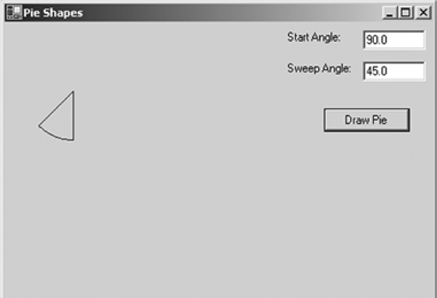 Pie Shapes
Start Angle: 90.0
Sweep Angle: 45.0
Draw Pie